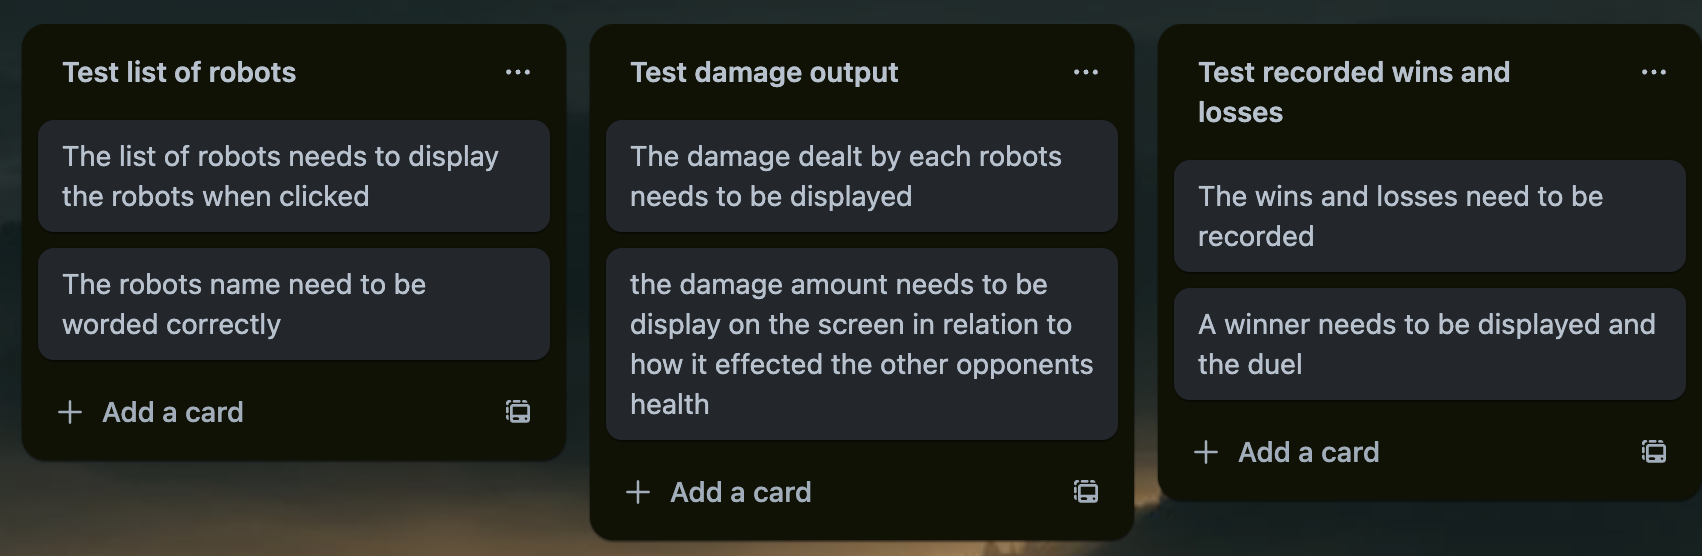 Test list of robots
The list of robots needs to display
the robots when clicked
The robots name need to be
worded correctly
Add a card
Test damage output
The damage dealt by each robots
needs to be displayed
the damage amount needs to be
display on the screen in relation to
how it effected the other opponents
health
Add a card
Test recorded wins and
losses
The wins and losses need to be
recorded
A winner needs to be displayed and
the duel
Add a card